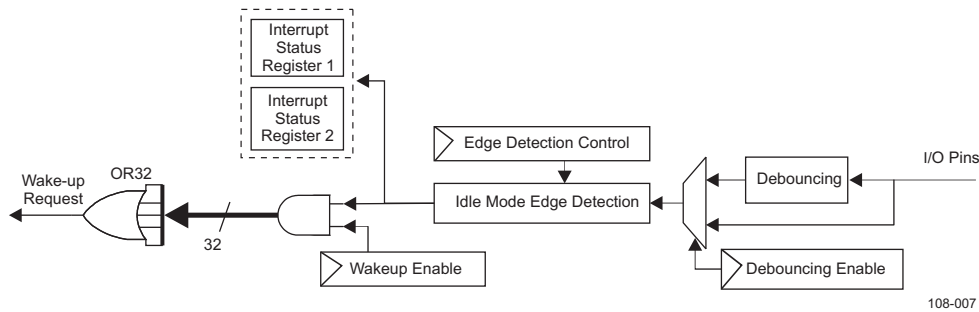 Interrupt
Status
Register 1
Interrupt
Status
Register 2
Edge Detection Control
I/O Pins
OR32
Debouncing
Wake-up
Request
Idle Mode Edge Detection
32
Wakeup Enable
Debouncing Enable
108-007